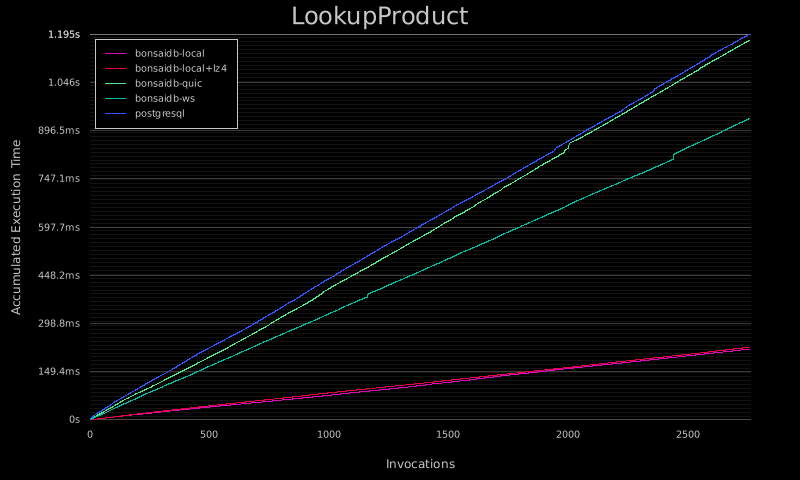 LookupProduct
1.195s
1.046s
896.5ms
747.1ms
597.7ms
448.2ms
298.8ms
149.4ms
0s
Accumulated Execution Time
bonsaidb-local
bonsaidb-local+lz4
bonsaidb-quic
bonsaidb-ws
postgresql
0 500 1000 1500 2000 2500
Invocations